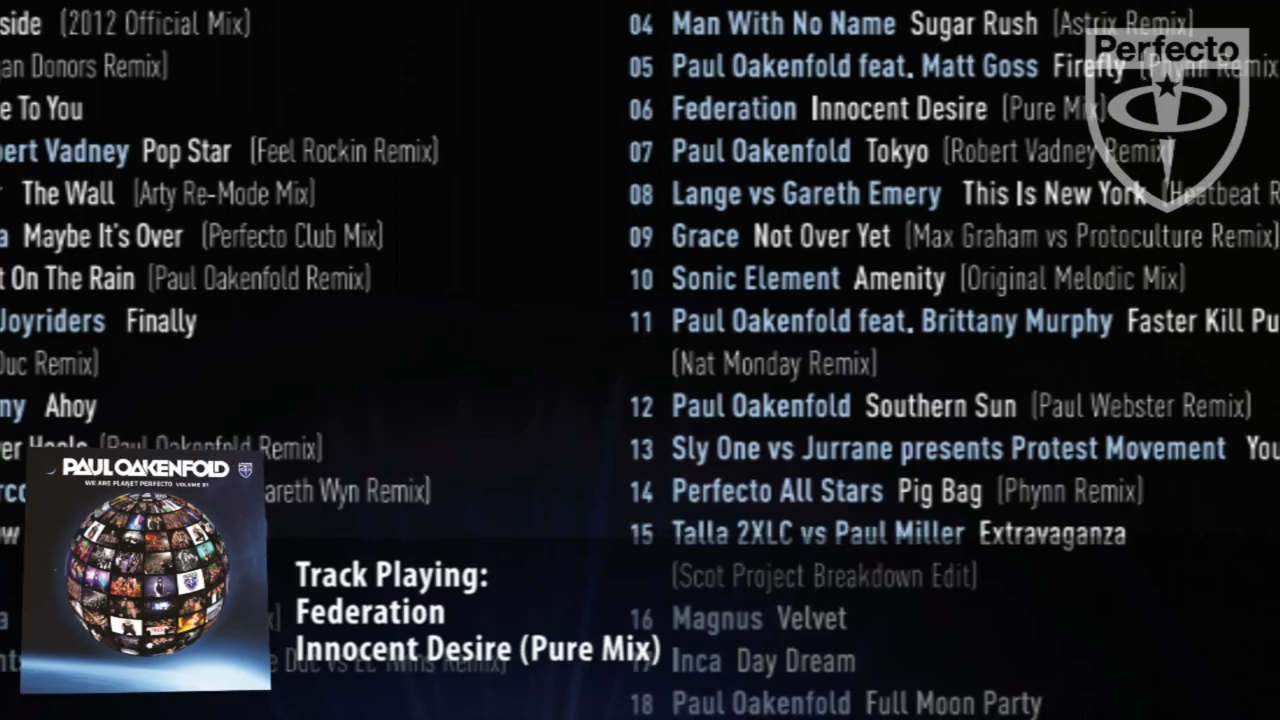 side (2012 Official Mix)
an Donors Remix)
e To You
ert Vadney Pop Star (Feel Rockin Remix)
The Wall (Arty Re-Mode Mix)
a Maybe It's Over (Perfecto Club Mix)
t On The Rain (Paul Oakenfold Remix)
Joyriders Finally
Duc Remix)
ny Ahoy
er Heels (Paul Oakenfold Remix)
areth Wyn Remix)
04 Man With No Name Sugar Rush (Astrix Remix)
05 Paul Oakenfold feat. Matt Goss Firefly (Phynn Remix
06 Federation Innocent Desire (Pure Mix)
07 Paul Oakenfold Tokyo (Robert Vadney Remix)
08 Lange vs Gareth Emery This Is New York (Heatbeat R
09 Grace Not Over Yet (Max Graham vs Protoculture Remix)
10 Sonic Element Amenity (Original Melodic Mix)
11 Paul Oakenfold feat. Brittany Murphy Faster Kill Pu
(Nat Monday Remix)
12 Paul Oakenfold Southern Sun (Paul Webster Remix)
13 Sly One vs Jurrane presents Protest Movement You
14 Perfecto All Stars Pig Bag (Phynn Remix)
15 Talla 2XLC vs Paul Miller Extravaganza
(Scot Project Breakdown Edit)
16 Magnus Velvet
17 Inca Day Dream
18 Paul Oakenfold Full Moon Party
Perfecto
PAUL OAKENFOLD
WE ARE PLANET PERFECTO VOLUME 01
Track Playing:
Federation
Innocent Desire (Pure Mix)